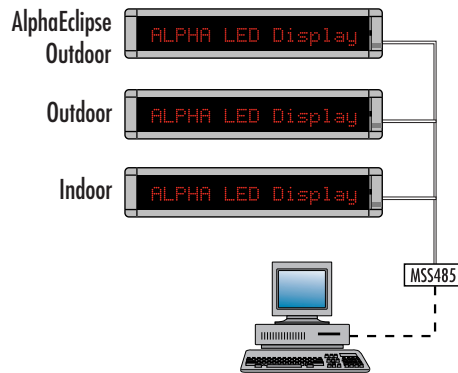 AlphaEclipse
Outdoor
ALPHA LED Display
Outdoor
ALPHA LED Display
Indoor
ALPHA LED Display
MSS485